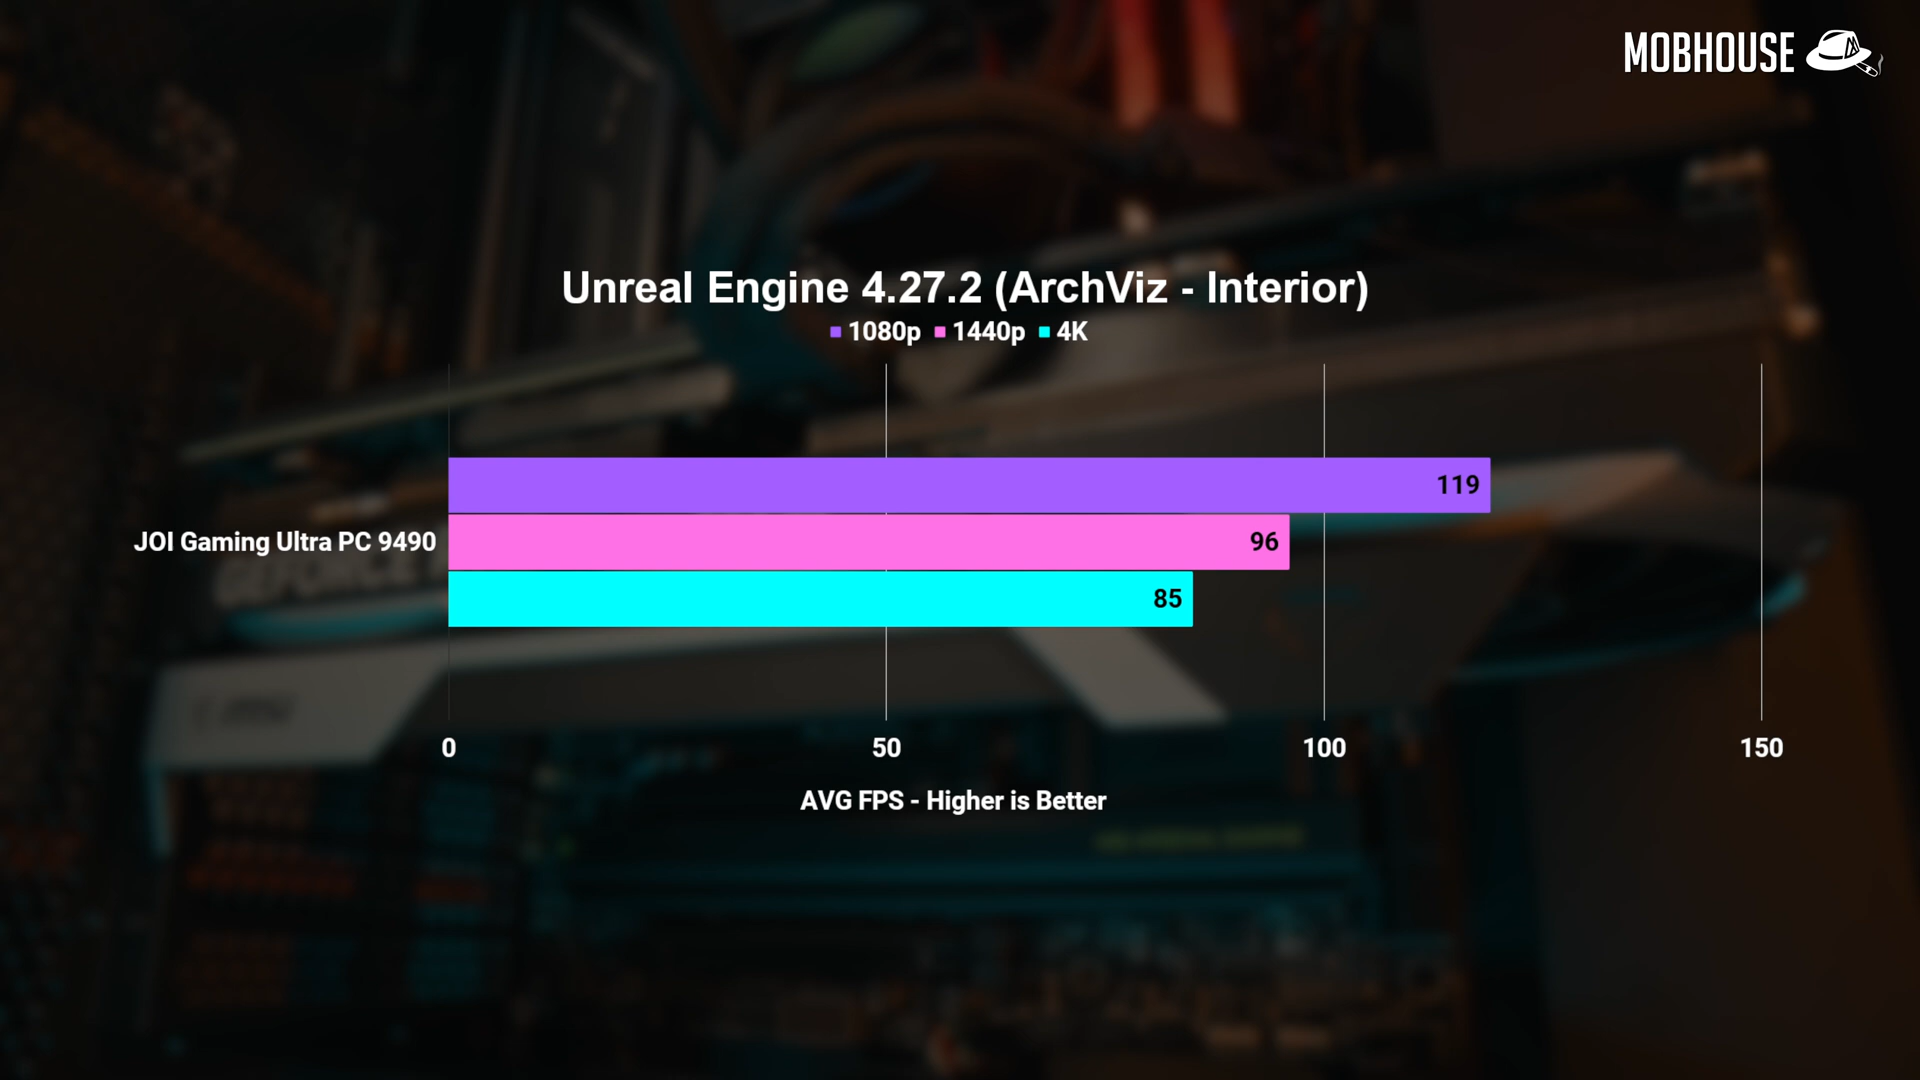 MOBHOUSE
Unreal Engine 4.27.2 (ArchViz - Interior)
1080p 1440p 4K
119
JOI Gaming Ultra PC 9490
96
85
0 50 100 150
AVG FPS - Higher is Better
GEFORCE